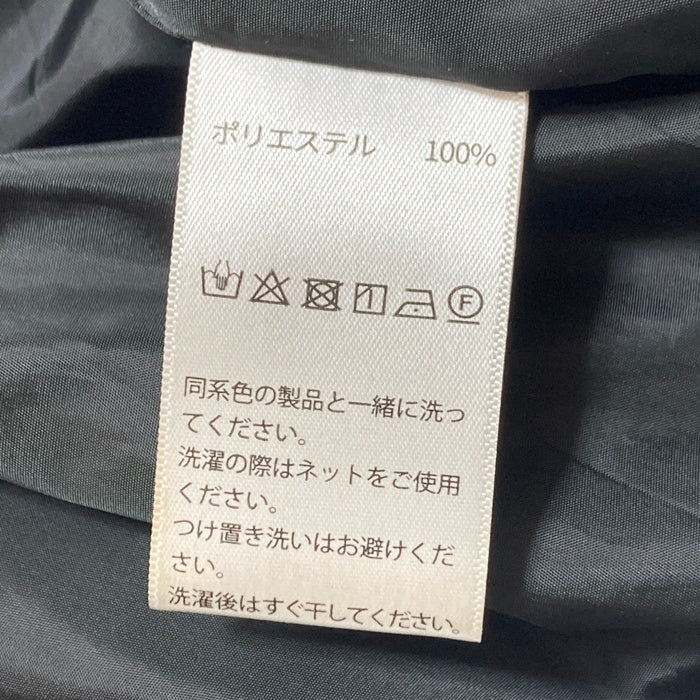 ポリエステル 100%
F
同系色の製品と一緒に洗っ
てください。
洗濯の際はネットをご使用
ください。
つけ置き洗いはお避けくだ
さい。
洗濯後はすぐ干してください。